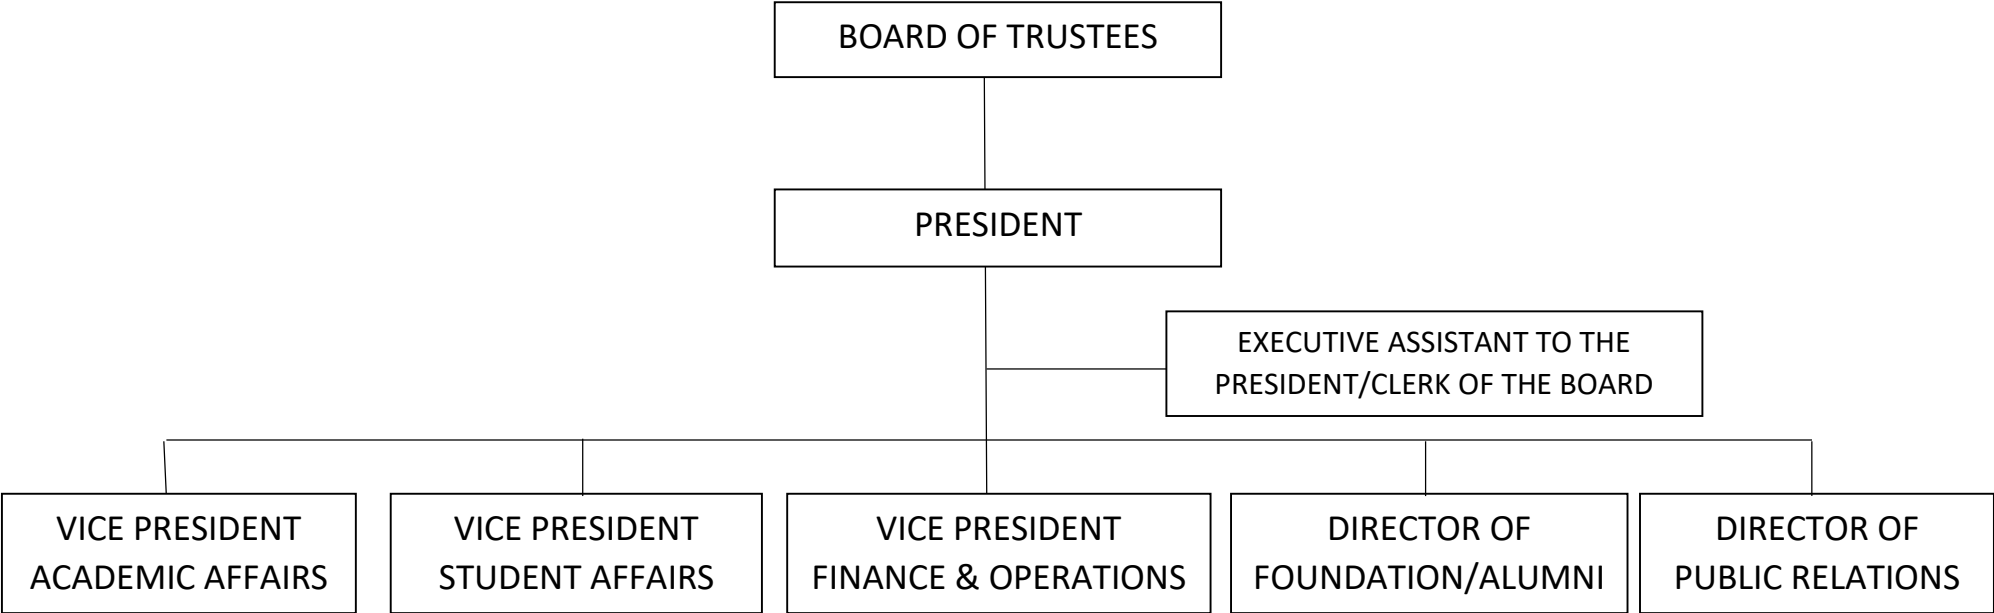 BOARD OF TRUSTEES
PRESIDENT
EXECUTIVE ASSISTANT TO THE
PRESIDENT/CLERK OF THE BOARD
VICE PRESIDENT
ACADEMIC AFFAIRS
VICE PRESIDENT
STUDENT AFFAIRS
VICE PRESIDENT
FINANCE & OPERATIONS
DIRECTOR OF
FOUNDATION/ALUMNI
DIRECTOR OF
PUBLIC RELATIONS